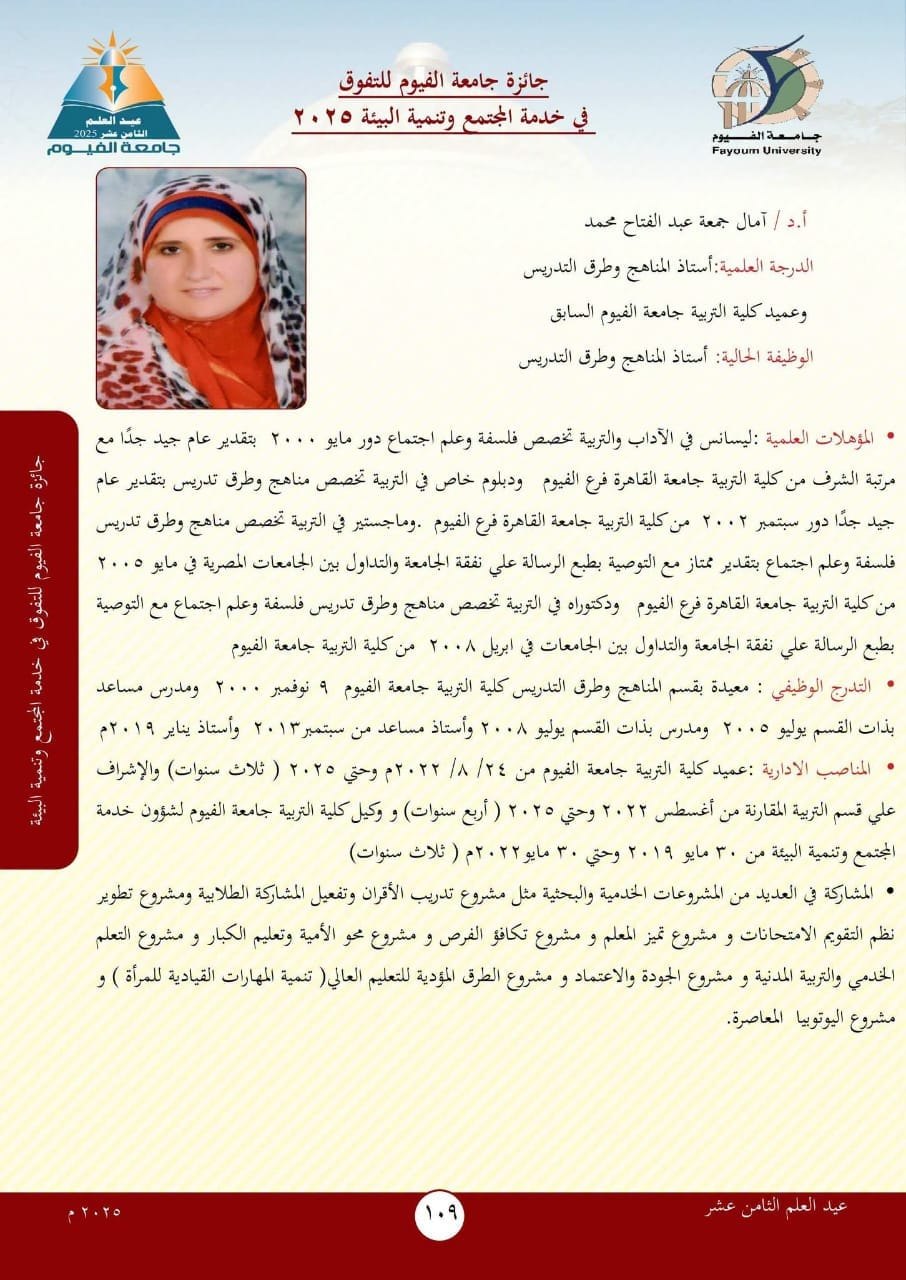 عيد العلم
الثامن عشر 2025
جامعة الفيوم
جائزة جامعة الفيوم للتفوق
في خدمة المجتمع وتنمية البيئة ٢٠٢٥
جامعة الفيوم
Fayoum University
أ.د / آمال جمعة عبد الفتاح محمد
الدرجة العلمية:أستاذ المناهج وطرق التدريس
وعميد كلية التربية جامعة الفيوم السابق
الوظيفة الحالية: أستاذ المناهج وطرق التدريس
• المؤهلات العلمية :ليسانس في الآداب والتربية تخصص فلسفة وعلم اجتماع دور مايو ٢٠٠٠ بتقدير عام جيد جدًا مع
مرتبة الشرف من كلية التربية جامعة القاهرة فرع الفيوم ودبلوم خاص في التربية تخصص مناهج وطرق تدريس بتقدير عام
جيد جدًا دور سبتمبر ٢٠٠٢ من كلية التربية جامعة القاهرة فرع الفيوم .وماجستير في التربية تخصص مناهج وطرق تدريس
فلسفة وعلم اجتماع بتقدير ممتاز مع التوصية بطبع الرسالة علي نفقة الجامعة والتداول بين الجامعات المصرية في مايو ٢٠٠٥
من كلية التربية جامعة القاهرة فرع الفيوم ودكتوراه في التربية تخصص مناهج وطرق تدريس فلسفة وعلم اجتماع مع التوصية
بطبع الرسالة علي نفقة الجامعة والتداول بين الجامعات في ابريل ٢٠٠٨ من كلية التربية جامعة الفيوم
• التدرج الوظيفي : معيدة بقسم المناهج وطرق التدريس كلية التربية جامعة الفيوم ٩ نوفمبر ٢٠٠٠ ومدرس مساعد
بذات القسم يوليو ٢٠٠٥ ومدرس بذات القسم يوليو ٢٠٠٨ وأستاذ مساعد من سبتمبر٢٠١٣ وأستاذ يناير ٢٠١٩م
• المناصب الادارية :عميد كلية التربية جامعة الفيوم من ٢٤/ ٨/ ٢٠٢٢م وحتي ٢٠٢٥ ( ثلاث سنوات) والإشراف
علي قسم التربية المقارنة من أغسطس ٢٠٢٢ وحتي ٢٠٢٥ ( أربع سنوات) و وكيل كلية التربية جامعة الفيوم لشؤون خدمة
المجتمع وتنمية البيئة من ٣٠ مايو ٢٠١٩ وحتي ٣٠ مايو٢٠٢٢م ( ثلاث سنوات)
• المشاركة في العديد من المشروعات الخدمية والبحثية مثل مشروع تدريب الأقران وتفعيل المشاركة الطلابية ومشروع تطوير
نظم التقويم الامتحانات و مشروع تميز المعلم و مشروع تكافؤ الفرص و مشروع محو الأمية وتعليم الكبار و مشروع التعلم
الخدمي والتربية المدنية و مشروع الجودة والاعتماد و مشروع الطرق المؤدية للتعليم العالي( تنمية المهارات القيادية للمرأة ) و
مشروع اليوتوبيا المعاصرة.
جائزة جامعة الفيوم للتفوق في خدمة المجتمع وتنمية البيئة
عيد العلم الثامن عشر
١٠٩
٢٠٢٥ م